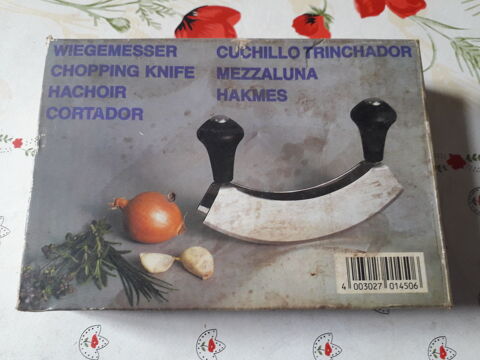 WIEGEMESSER
CHOPPING KNIFE
HACHOIR
CORTADOR
CUCHILLO TRINCHADOR
MEZZALUNA
HAKMES
4 003027 014506